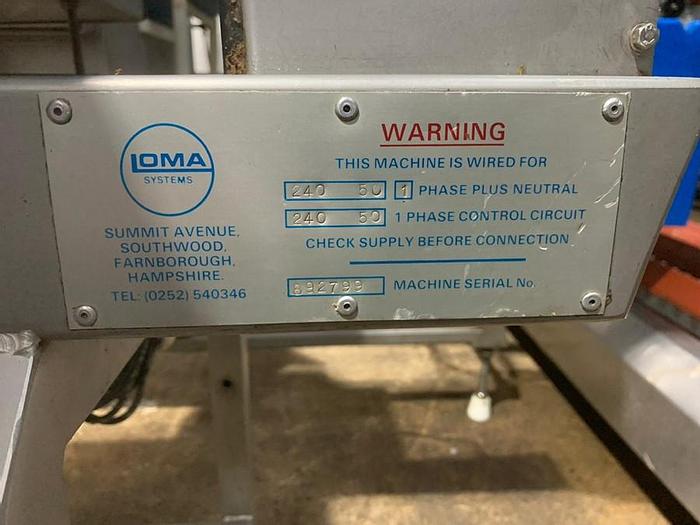 LOMA
SYSTEMS
SUMMIT AVENUE,
SOUTHWOOD,
FARNBOROUGH,
HAMPSHIRE.
TEL: (0252) 540346
WARNING
THIS MACHINE IS WIRED FOR
240 50 1 PHASE PLUS NEUTRAL
240 50 1 PHASE CONTROL CIRCUIT
CHECK SUPPLY BEFORE CONNECTION
892799 MACHINE SERIAL No.